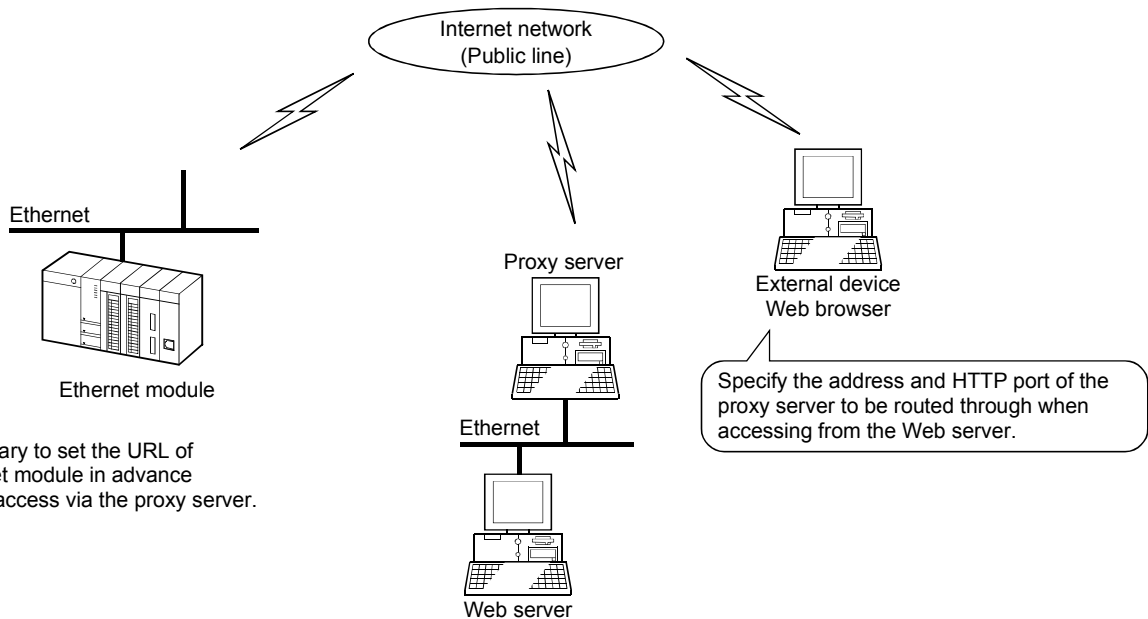 Internet network
(Public line)
Ethernet
Ethernet module
Proxy server
External device
Web browser
Specify the address and HTTP port of the
proxy server to be routed through when
accessing from the Web server.
Ethernet
to set the URL of
module in advance
access via the proxy server.
Web server